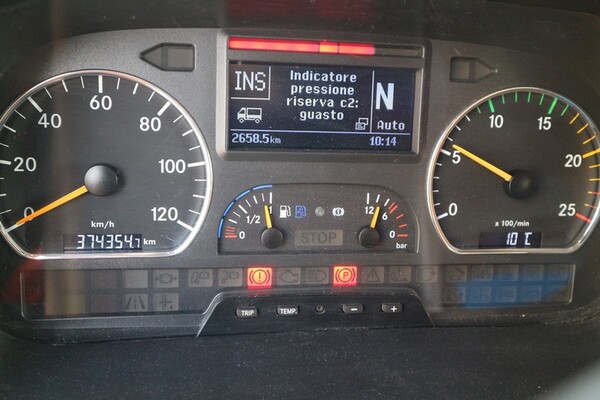 INS
Indicatore
pressione
riserva c2:
guasto
N
Auto
2658.5km
10:14
0
20
40
60
80
100
120
km/h
374354.7 km
1/2
0
STOP
12
6
0
bar
0
5
10
15
20
25
x 100/min
10°C
P
TRIP
TEMP.
−
+